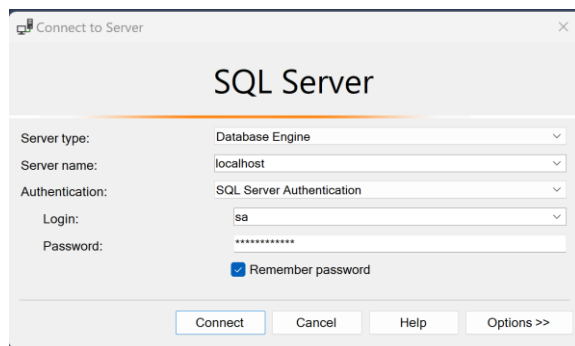 Connect to Server
SQL Server
Server type: Database Engine
Server name: localhost
Authentication: SQL Server Authentication
Login: sa
Password: ************
Remember password
Connect Cancel Help Options >>